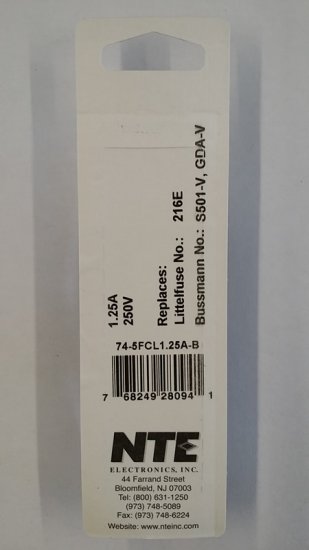 1.25A
250V
Replaces:
Littelfuse No.: 216E
Bussmann No.: S501-V, GDA-V
74-5FCL1.25A-B
7 68249 28094 1
NTE
ELECTRONICS, INC.
44 Farrand Street
Bloomfield, NJ 07003
Tel: (800) 631-1250
(973) 748-5089
Fax: (973) 748-6224
Website: www.nteinc.com